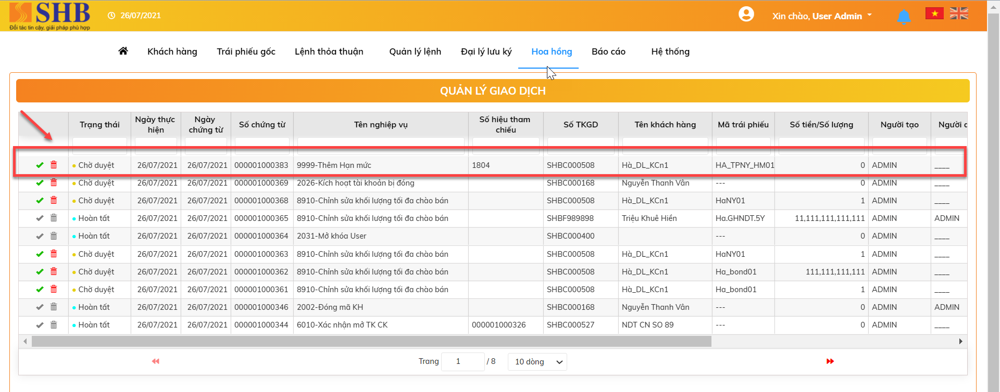 SHB
Đối tác tin cậy, giải pháp phù hợp
26/07/2021
Xin chào, User Admin
Khách hàng Trái phiếu gốc Lệnh thỏa thuận Quản lý lệnh Đại lý lưu ký Hoa hồng Báo cáo Hệ thống
QUẢN LÝ GIAO DỊCH
Trạng thái Ngày thực hiện Ngày chứng từ Số chứng từ Tên nghiệp vụ Số hiệu tham chiếu Số TKGD Tên khách hàng Mã trái phiếu Số tiền/Số lượng Người tạo Người
Chờ duyệt 26/07/2021 26/07/2021 000001000383 9999-Thêm Hạn mức 1804 SHBC000508 Hà_DL_KCn1 HA_TPNY_HM01 0 ADMIN ____
Chờ duyệt 26/07/2021 26/07/2021 000001000369 2026-Kích hoạt tài khoản bị đóng SHBC000168 Nguyễn Thanh Vân --- 0 ADMIN ____
Chờ duyệt 26/07/2021 26/07/2021 000001000368 8910-Chỉnh sửa khối lượng tối đa chào bán SHBC000508 Hà_DL_KCn1 HaNY01 1 ADMIN ____
Hoàn tất 26/07/2021 26/07/2021 000001000365 8910-Chỉnh sửa khối lượng tối đa chào bán SHBF989898 Triệu Khuê Hiền Ha.GHNDT.5Y 11,111,111,111,111 ADMIN ADMIN
Hoàn tất 26/07/2021 26/07/2021 000001000364 2031-Mở khóa User SHBC000400 --- 0 ADMIN ____
Chờ duyệt 26/07/2021 26/07/2021 000001000363 8910-Chỉnh sửa khối lượng tối đa chào bán SHBC000508 Hà_DL_KCn1 HaNY01 1 ADMIN ____
Chờ duyệt 26/07/2021 26/07/2021 000001000362 8910-Chỉnh sửa khối lượng tối đa chào bán SHBC000508 Hà_DL_KCn1 Ha_bond01 111,111,111,111 ADMIN ____
Chờ duyệt 26/07/2021 26/07/2021 000001000361 8910-Chỉnh sửa khối lượng tối đa chào bán SHBC000508 Hà_DL_KCn1 Ha_bond01 1 ADMIN ____
Hoàn tất 26/07/2021 26/07/2021 000001000346 2002-Đóng mã KH SHBC000168 Nguyễn Thanh Vân --- 0 ADMIN ADMIN
Hoàn tất 26/07/2021 26/07/2021 000001000344 6010-Xác nhận mở TK CK 000001000326 SHBC000527 NDT CN SO 89 --- 0 ADMIN ____
Trang 1 / 8 10 dòng